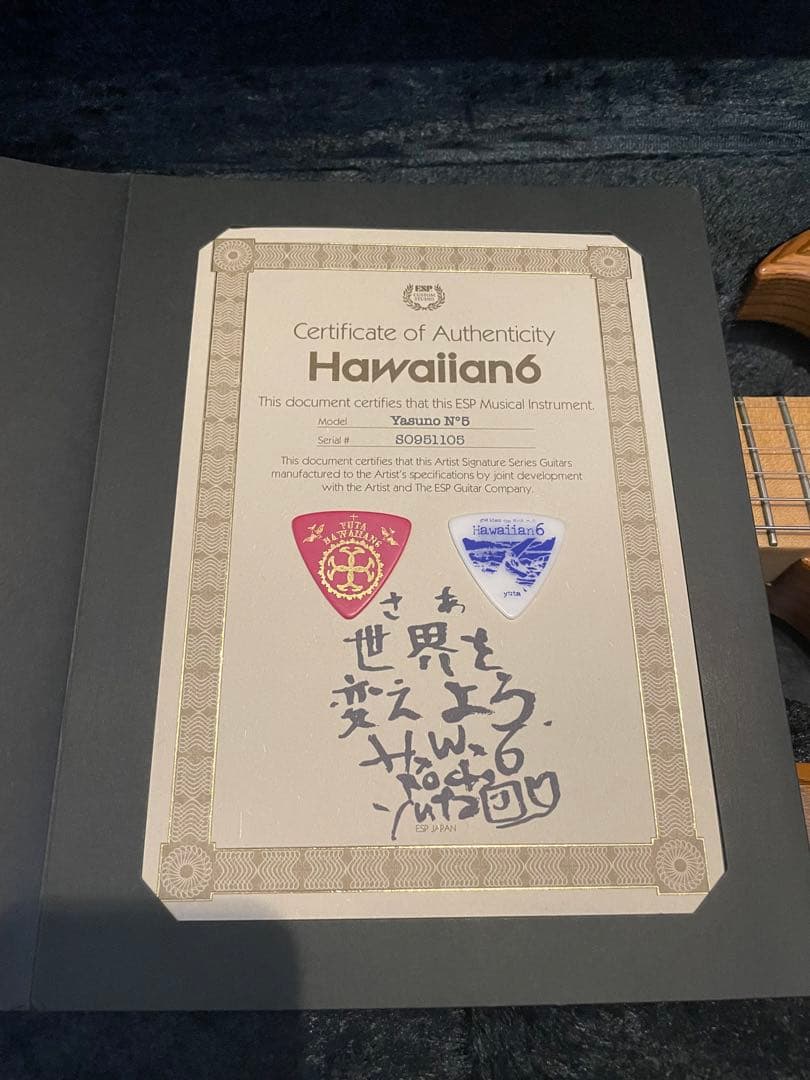 ESP
CUSTOM
STUDIO
Certificate of Authenticity
Hawaiian6
This document certifies that this ESP Musical Instrument.
Model Yasuno N°5
Serial # S0951105
This document certifies that this Artist Signature Series Guitars
manufactured to the Artist's specifications by joint development
with the Artist and The ESP Guitar Company.
YUTA
HAWAIIAN6
Hawaiian6
yuta
さあ
世界を
変えよう
yuta
ESP JAPAN